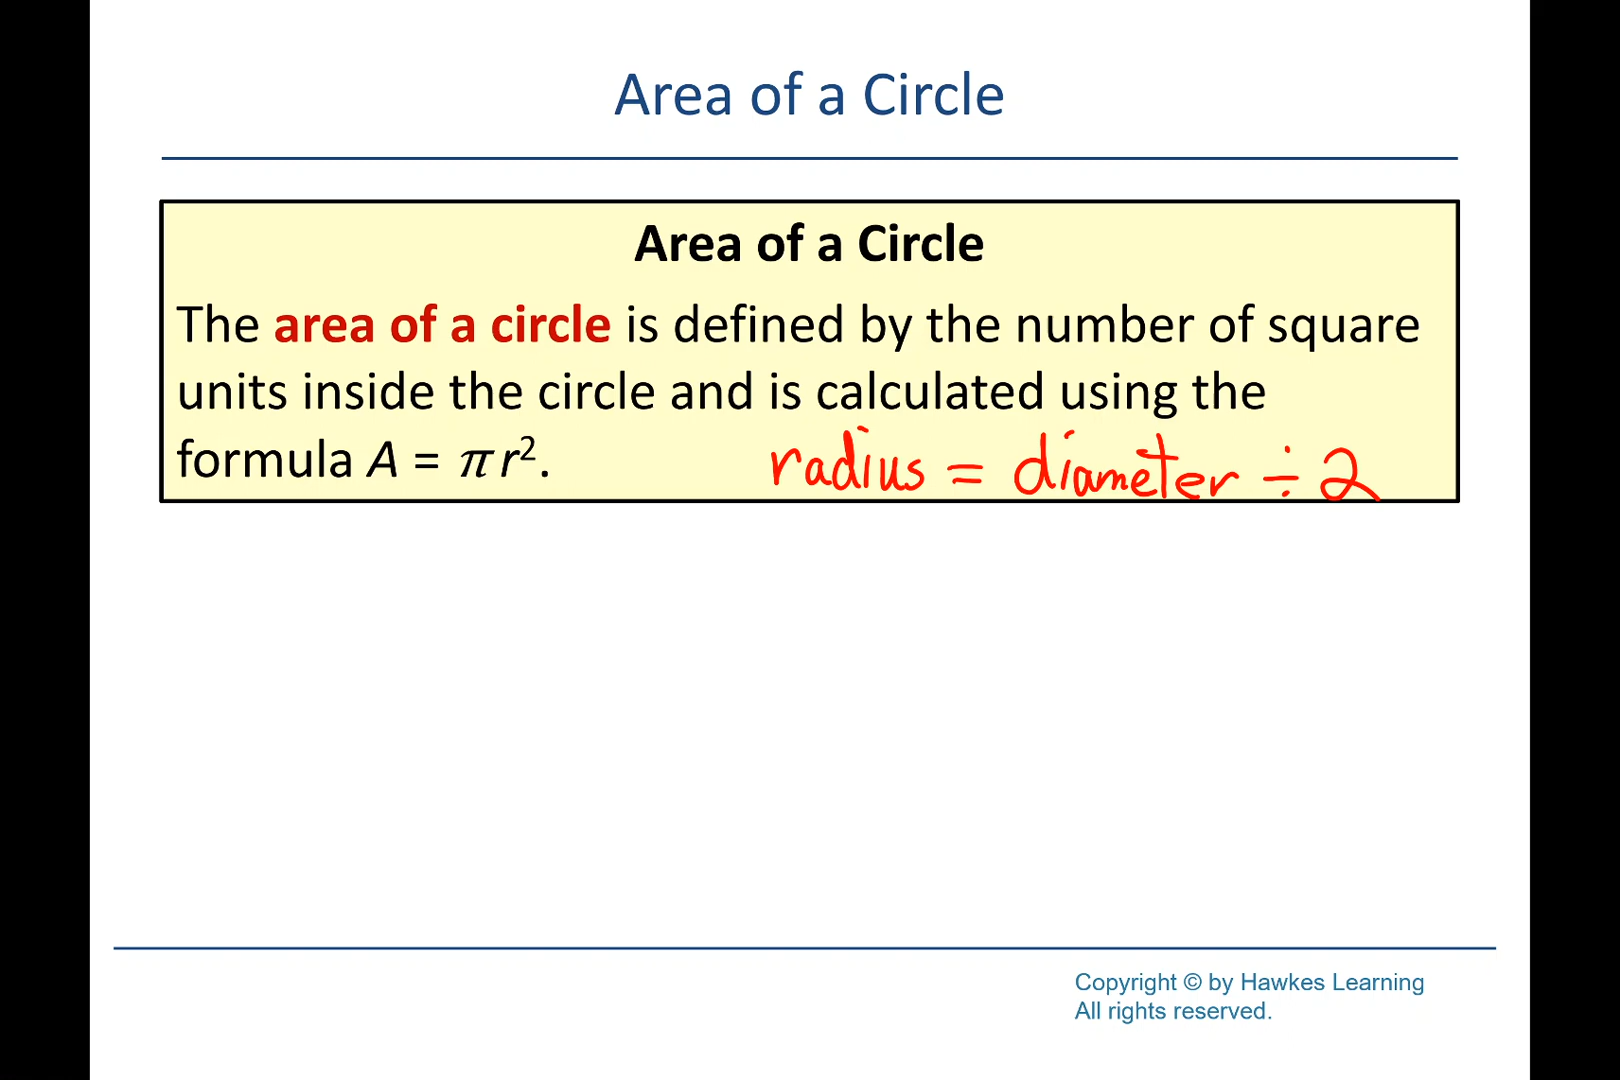 Area of a Circle
Area of a Circle
The area of a circle is defined by the number of square
units inside the circle and is calculated using the
formula A = πr².
radius = diameter ÷ 2
Copyright © by Hawkes Learning
All rights reserved.